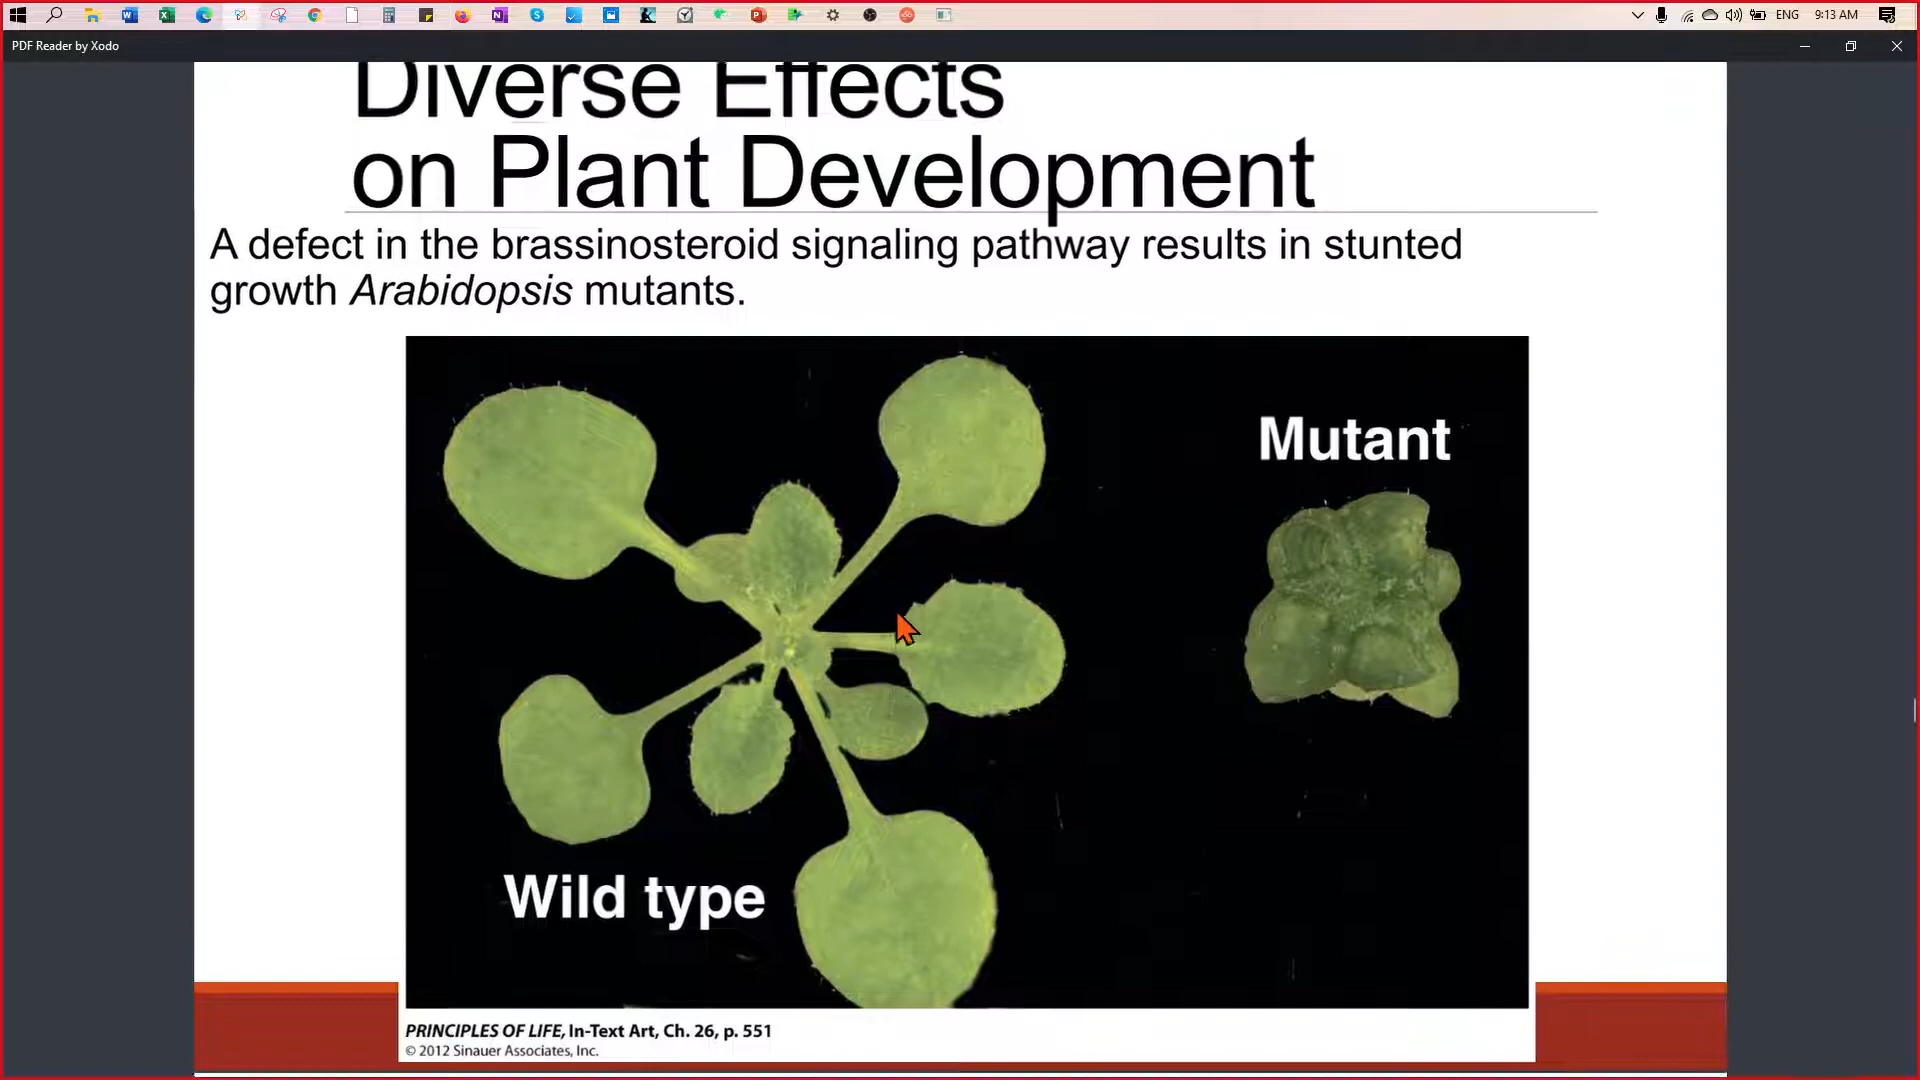 ENG 9:13 AM
PDF Reader by Xodo
Diverse Effects
on Plant Development
A defect in the brassinosteroid signaling pathway results in stunted
growth Arabidopsis mutants.
Mutant
Wild type
PRINCIPLES OF LIFE, In-Text Art, Ch. 26, p. 551
© 2012 Sinauer Associates, Inc.